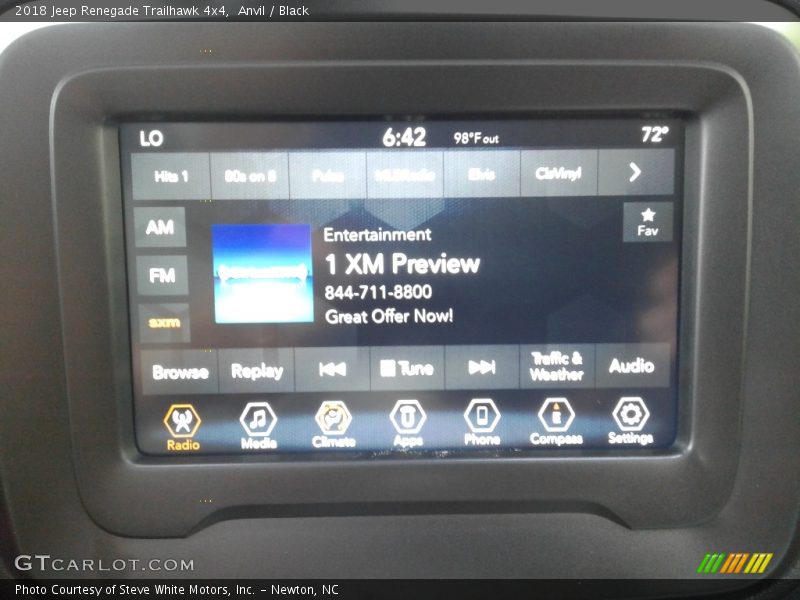 2018 Jeep Renegade Trailhawk 4x4,  Anvil / Black
LO 6:42 98°F out 72°
Hits 1 80s on 8 Pulse MLBRadio Elvis ClsVinyl
AM
Fav
Entertainment
FM
1 XM Preview
844-711-8800
sxm
Great Offer Now!
Browse Replay Tune Traffic & Weather Audio
Radio Media Climate Apps Phone Compass Settings
GTCARLOT.COM
Photo Courtesy of Steve White Motors, Inc. – Newton, NC